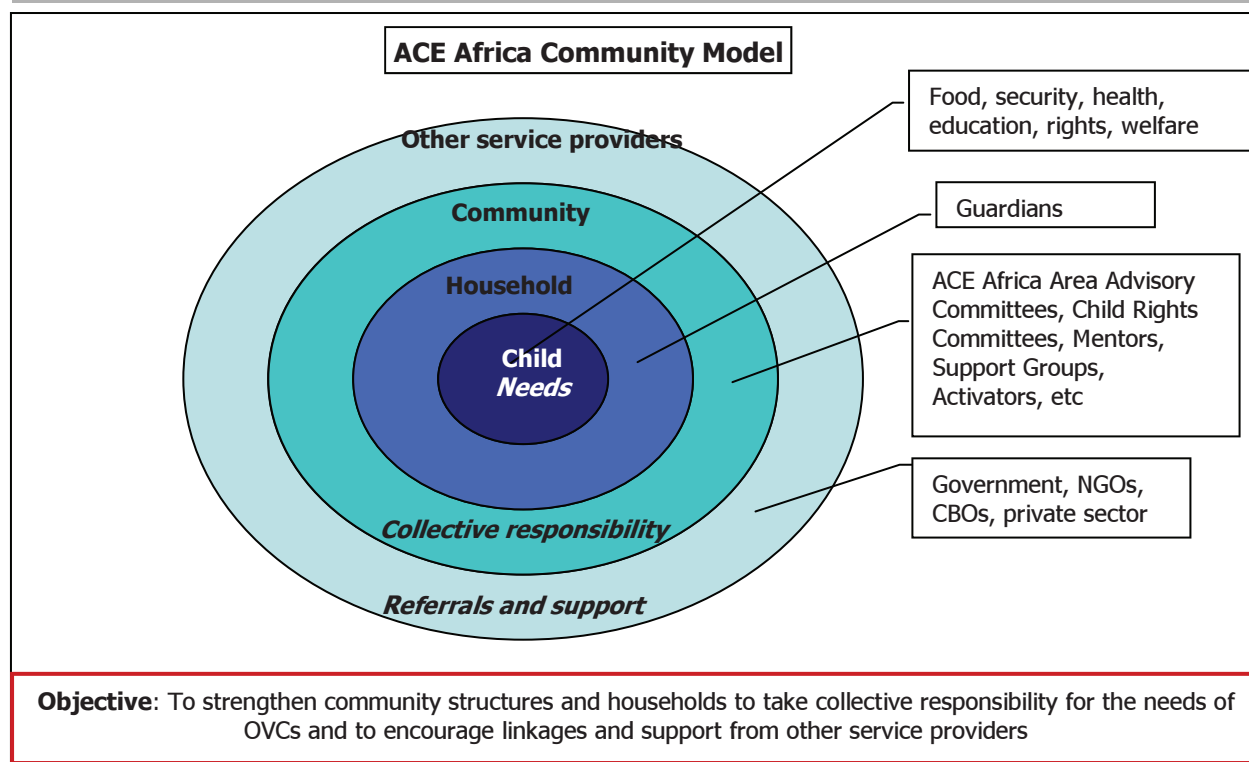 ACE Africa Community Model
Other service providers
Community
Household
Child
Needs
Collective responsibility
Referrals and support
Food, security, health,
education, rights, welfare
Guardians
ACE Africa Area Advisory
Committees, Child Rights
Committees, Mentors,
Support Groups,
Activators, etc
Government, NGOs,
CBOs, private sector
Objective: To strengthen community structures and households to take collective responsibility for the needs of
OVCs and to encourage linkages and support from other service providers